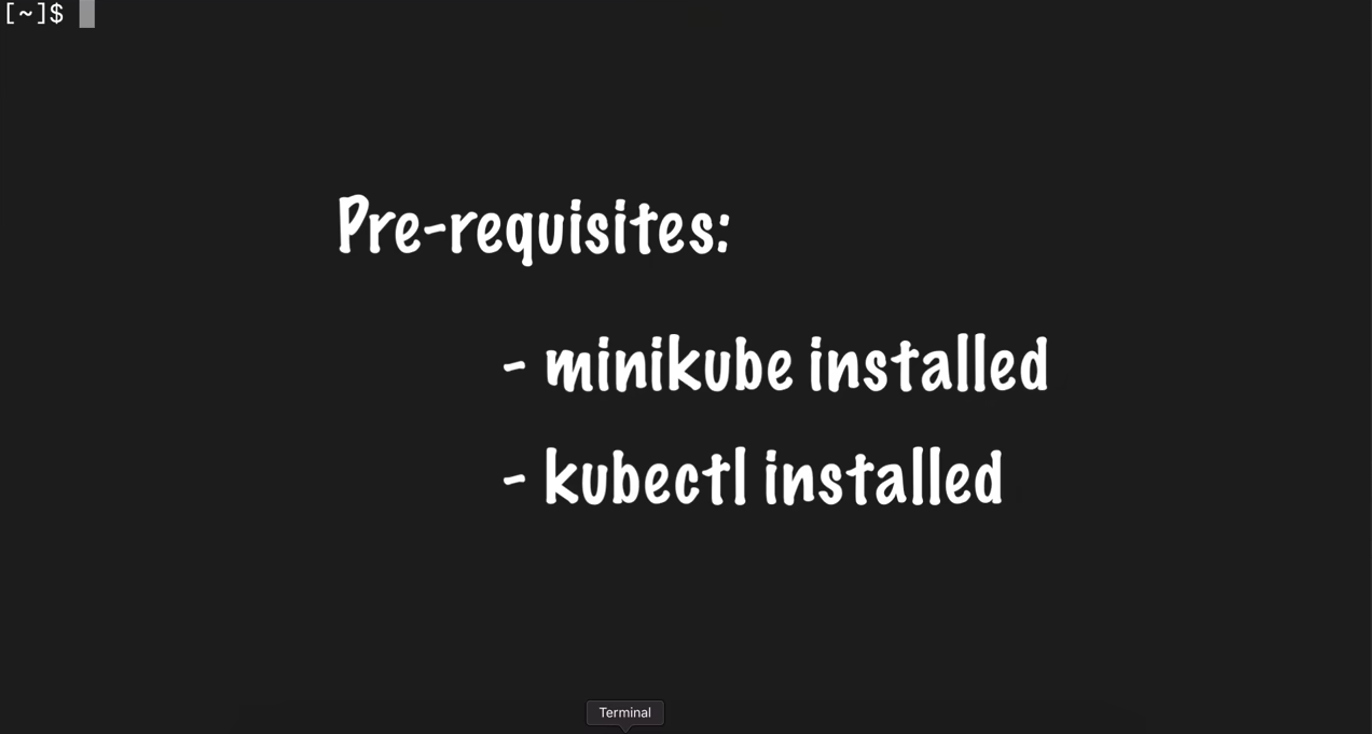 [~]$
Pre-requisites:
- minikube installed
- kubectl installed
Terminal